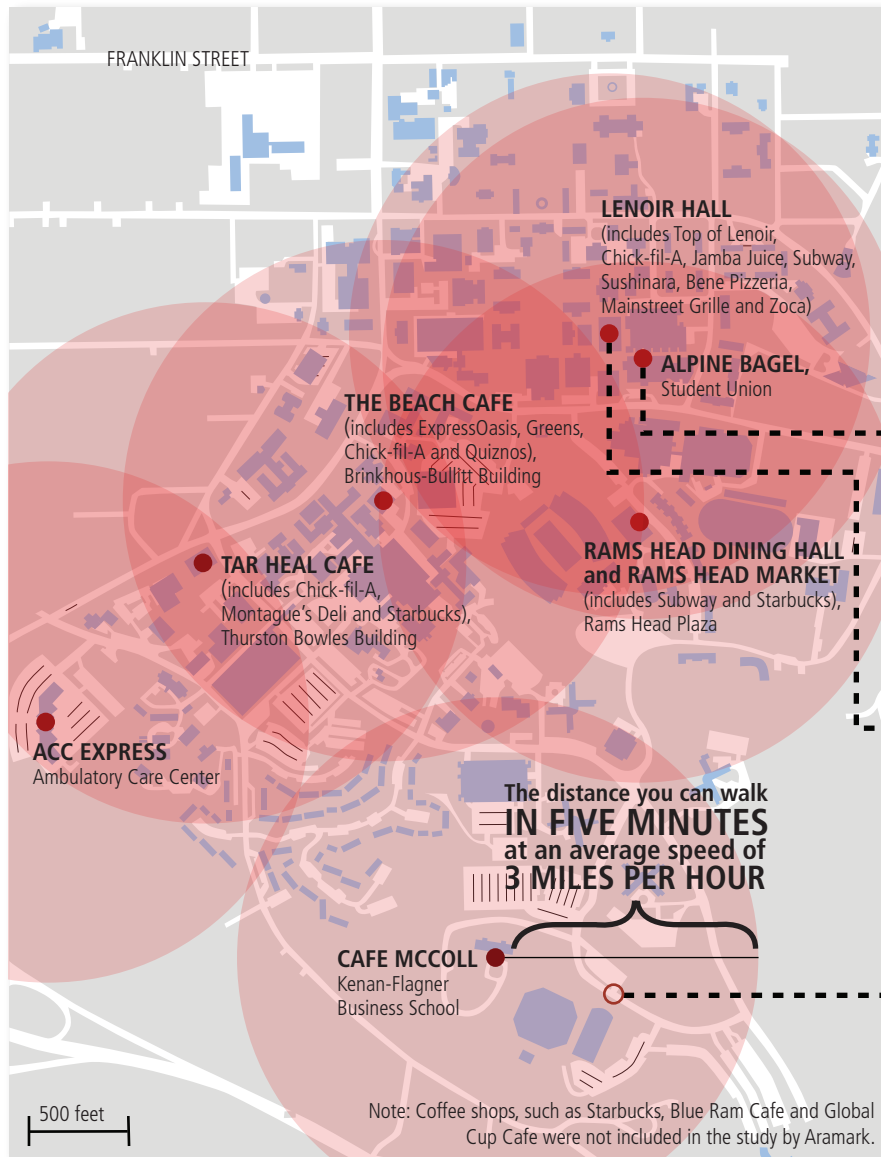 FRANKLIN STREET
LENOIR HALL
(includes Top of Lenoir,
Chick-fil-A, Jamba Juice, Subway,
Sushinara, Bene Pizzeria,
Mainstreet Grille and Zoca)
ALPINE BAGEL,
Student Union
THE BEACH CAFE
(includes ExpressOasis, Greens,
Chick-fil-A and Quiznos),
Brinkhous-Bullitt Building
RAMS HEAD DINING HALL
and RAMS HEAD MARKET
(includes Subway and Starbucks),
Rams Head Plaza
TAR HEAL CAFE
(includes Chick-fil-A,
Montague's Deli and Starbucks),
Thurston Bowles Building
ACC EXPRESS
Ambulatory Care Center
The distance you can walk
IN FIVE MINUTES
at an average speed of
3 MILES PER HOUR
CAFE MCCOLL
Kenan-Flagner
Business School
500 feet
Note: Coffee shops, such as Starbucks, Blue Ram Cafe and Global
Cup Cafe were not included in the study by Aramark.